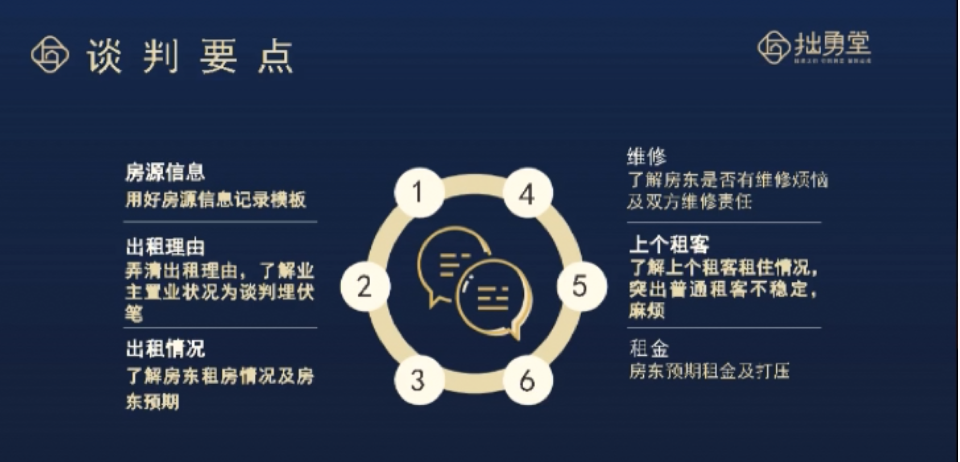 谈判要点
拙勇堂
房源信息
用好房源信息记录模板
出租理由
弄清出租理由，了解业
主置业状况为谈判埋伏
笔
出租情况
了解房东租房情况及房
东预期
1
2
3
4
5
6
维修
了解房东是否有维修烦恼
及双方维修责任
上个租客
了解上个租客租住情况，
突出普通租客不稳定，
麻烦
租金
房东预期租金及打压